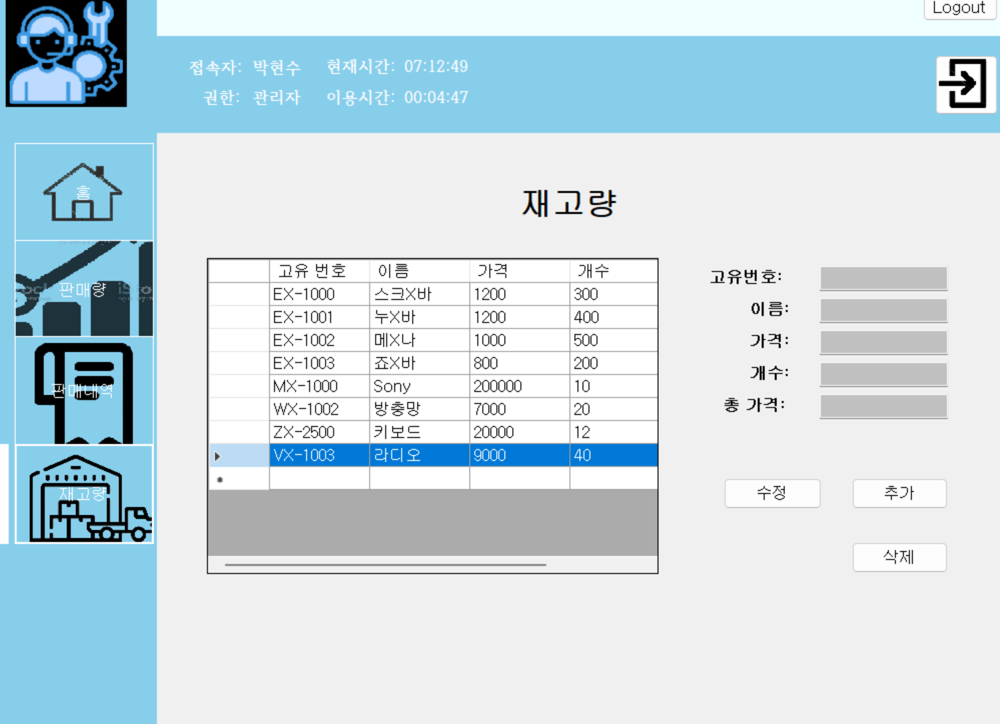 Logout
접속자: 박현수 현재시간: 07:12:49
권한: 관리자 이용시간: 00:04:47
홈
판매량
판매내역
재고량
재고량
고유 번호 이름 가격 개수
EX-1000 스크X바 1200 300
EX-1001 누X바 1200 400
EX-1002 메X나 1000 500
EX-1003 죠X바 800 200
MX-1000 Sony 200000 10
WX-1002 방충망 7000 20
ZX-2500 키보드 20000 12
VX-1003 라디오 9000 40
고유번호:
이름:
가격:
개수:
총 가격:
수정 추가
삭제